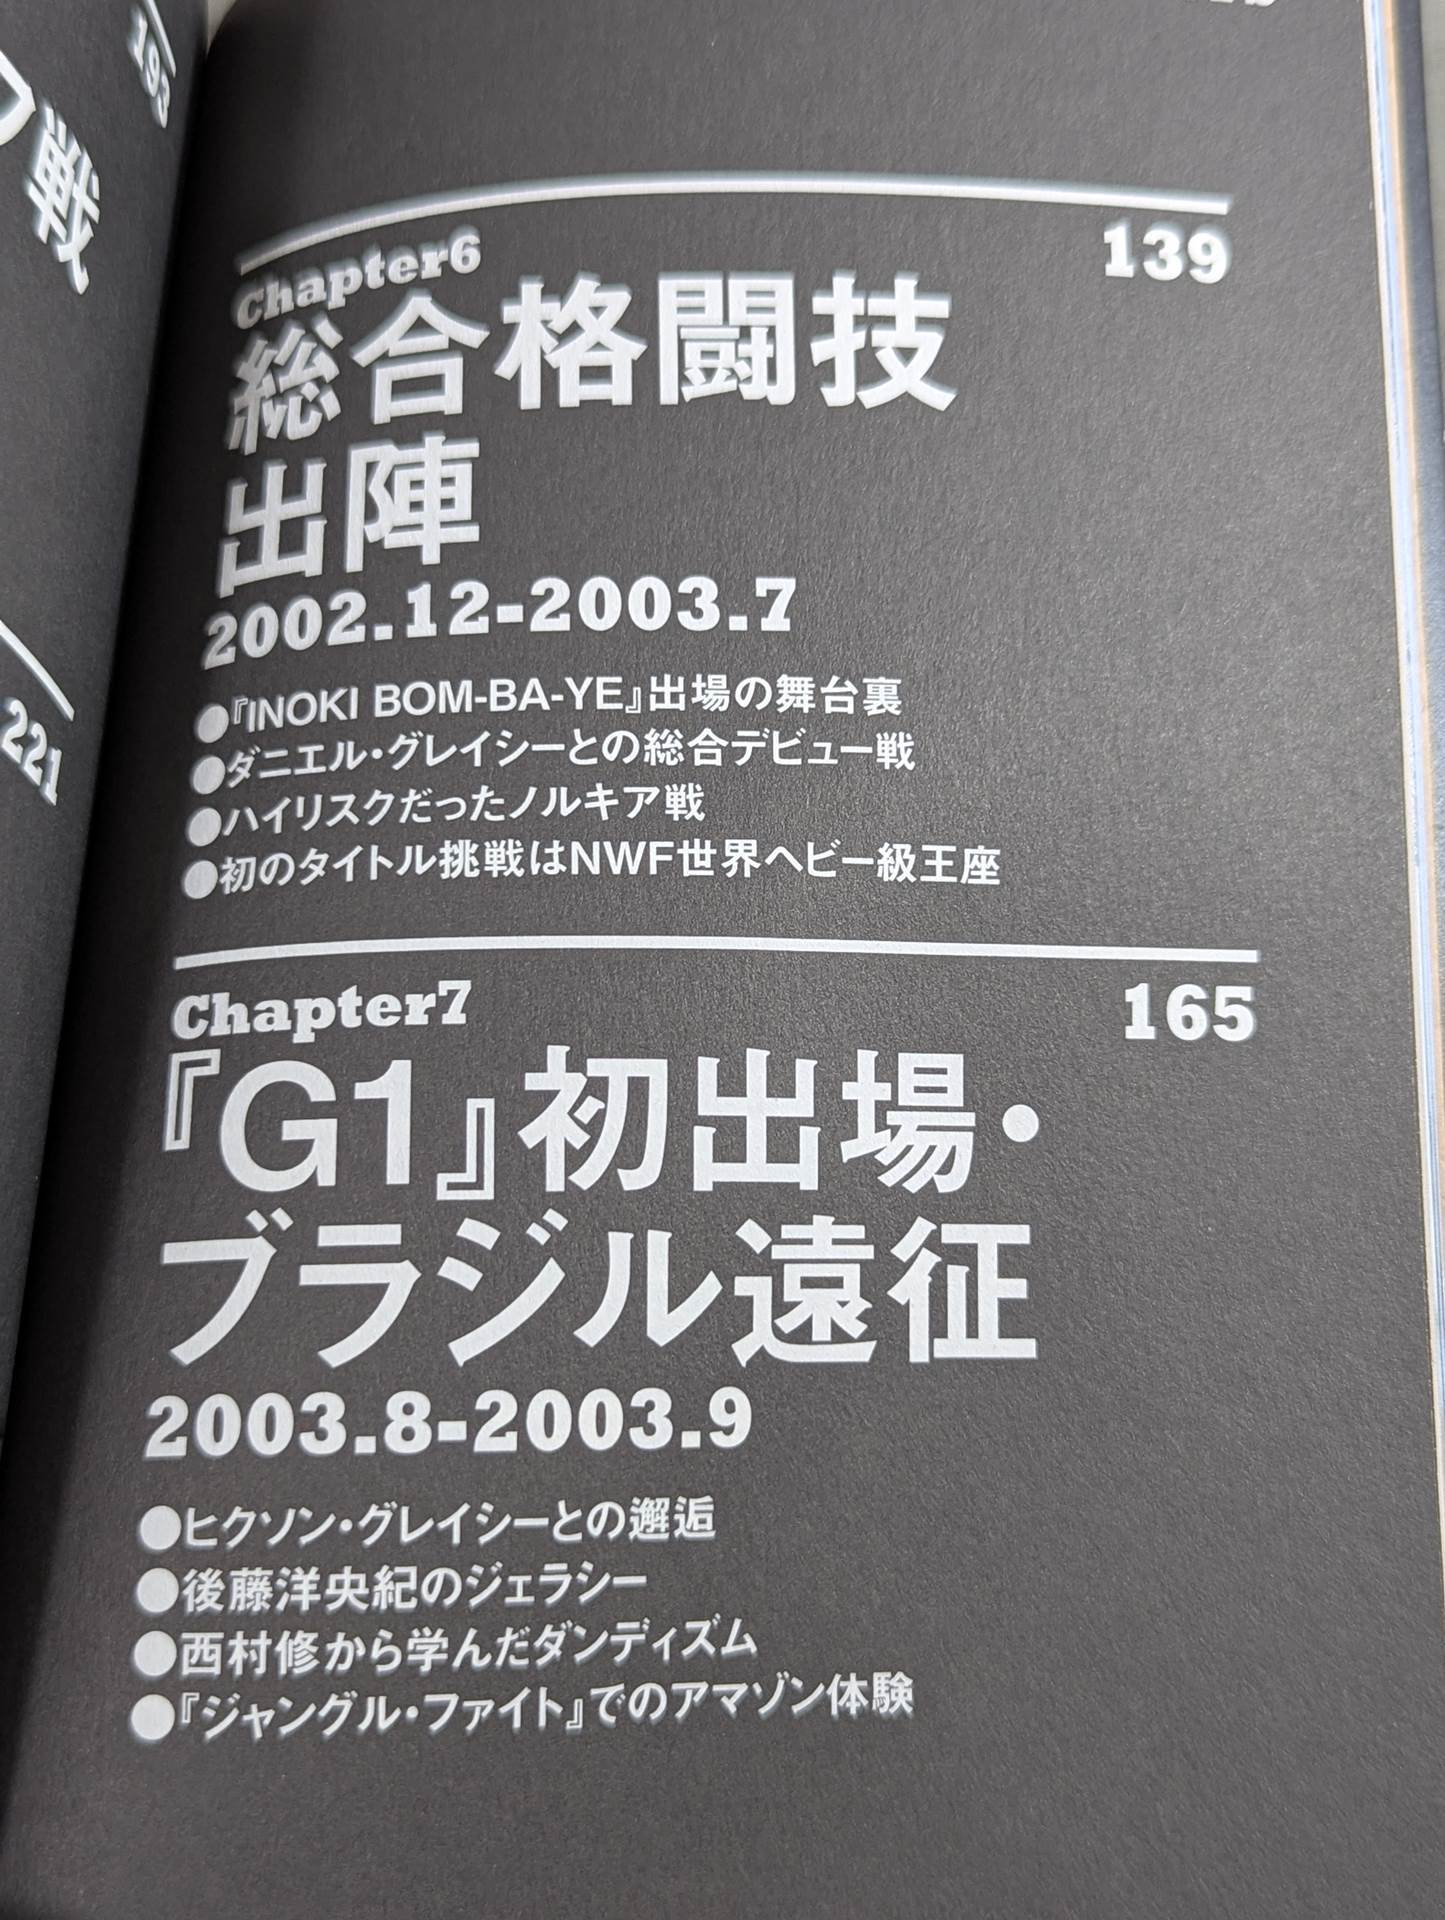 193
戦
221
Chapter6
139
総合格闘技
出陣
2002.12-2003.7
●『INOKI BOM-BA-YE』出場の舞台裏
●ダニエル・グレイシーとの総合デビュー戦
●ハイリスクだったノルキア戦
●初のタイトル挑戦はNWF世界ヘビー級王座
Chapter7
165
『G1』初出場・
ブラジル遠征
2003.8-2003.9
●ヒクソン・グレイシーとの邂逅
●後藤洋央紀のジェラシー
●西村修から学んだダンディズム
●『ジャングル・ファイト』でのアマゾン体験